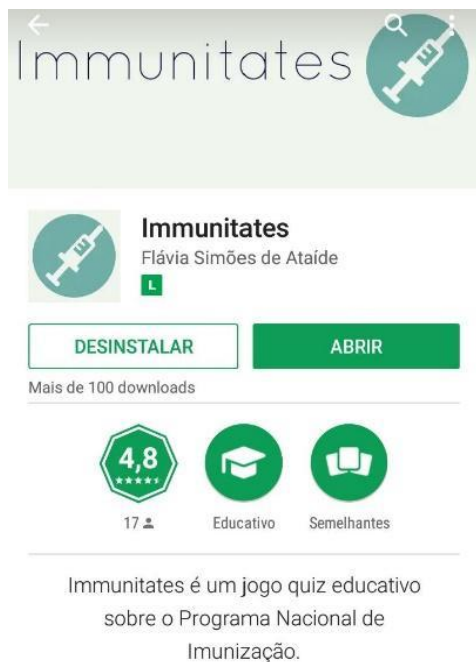 Immunitates
Immunitates
Flávia Simões de Ataíde
L
DESINSTALAR
ABRIR
Mais de 100 downloads
4,8
17
Educativo
Semelhantes
Immunitates é um jogo quiz educativo
sobre o Programa Nacional de
Imunização.